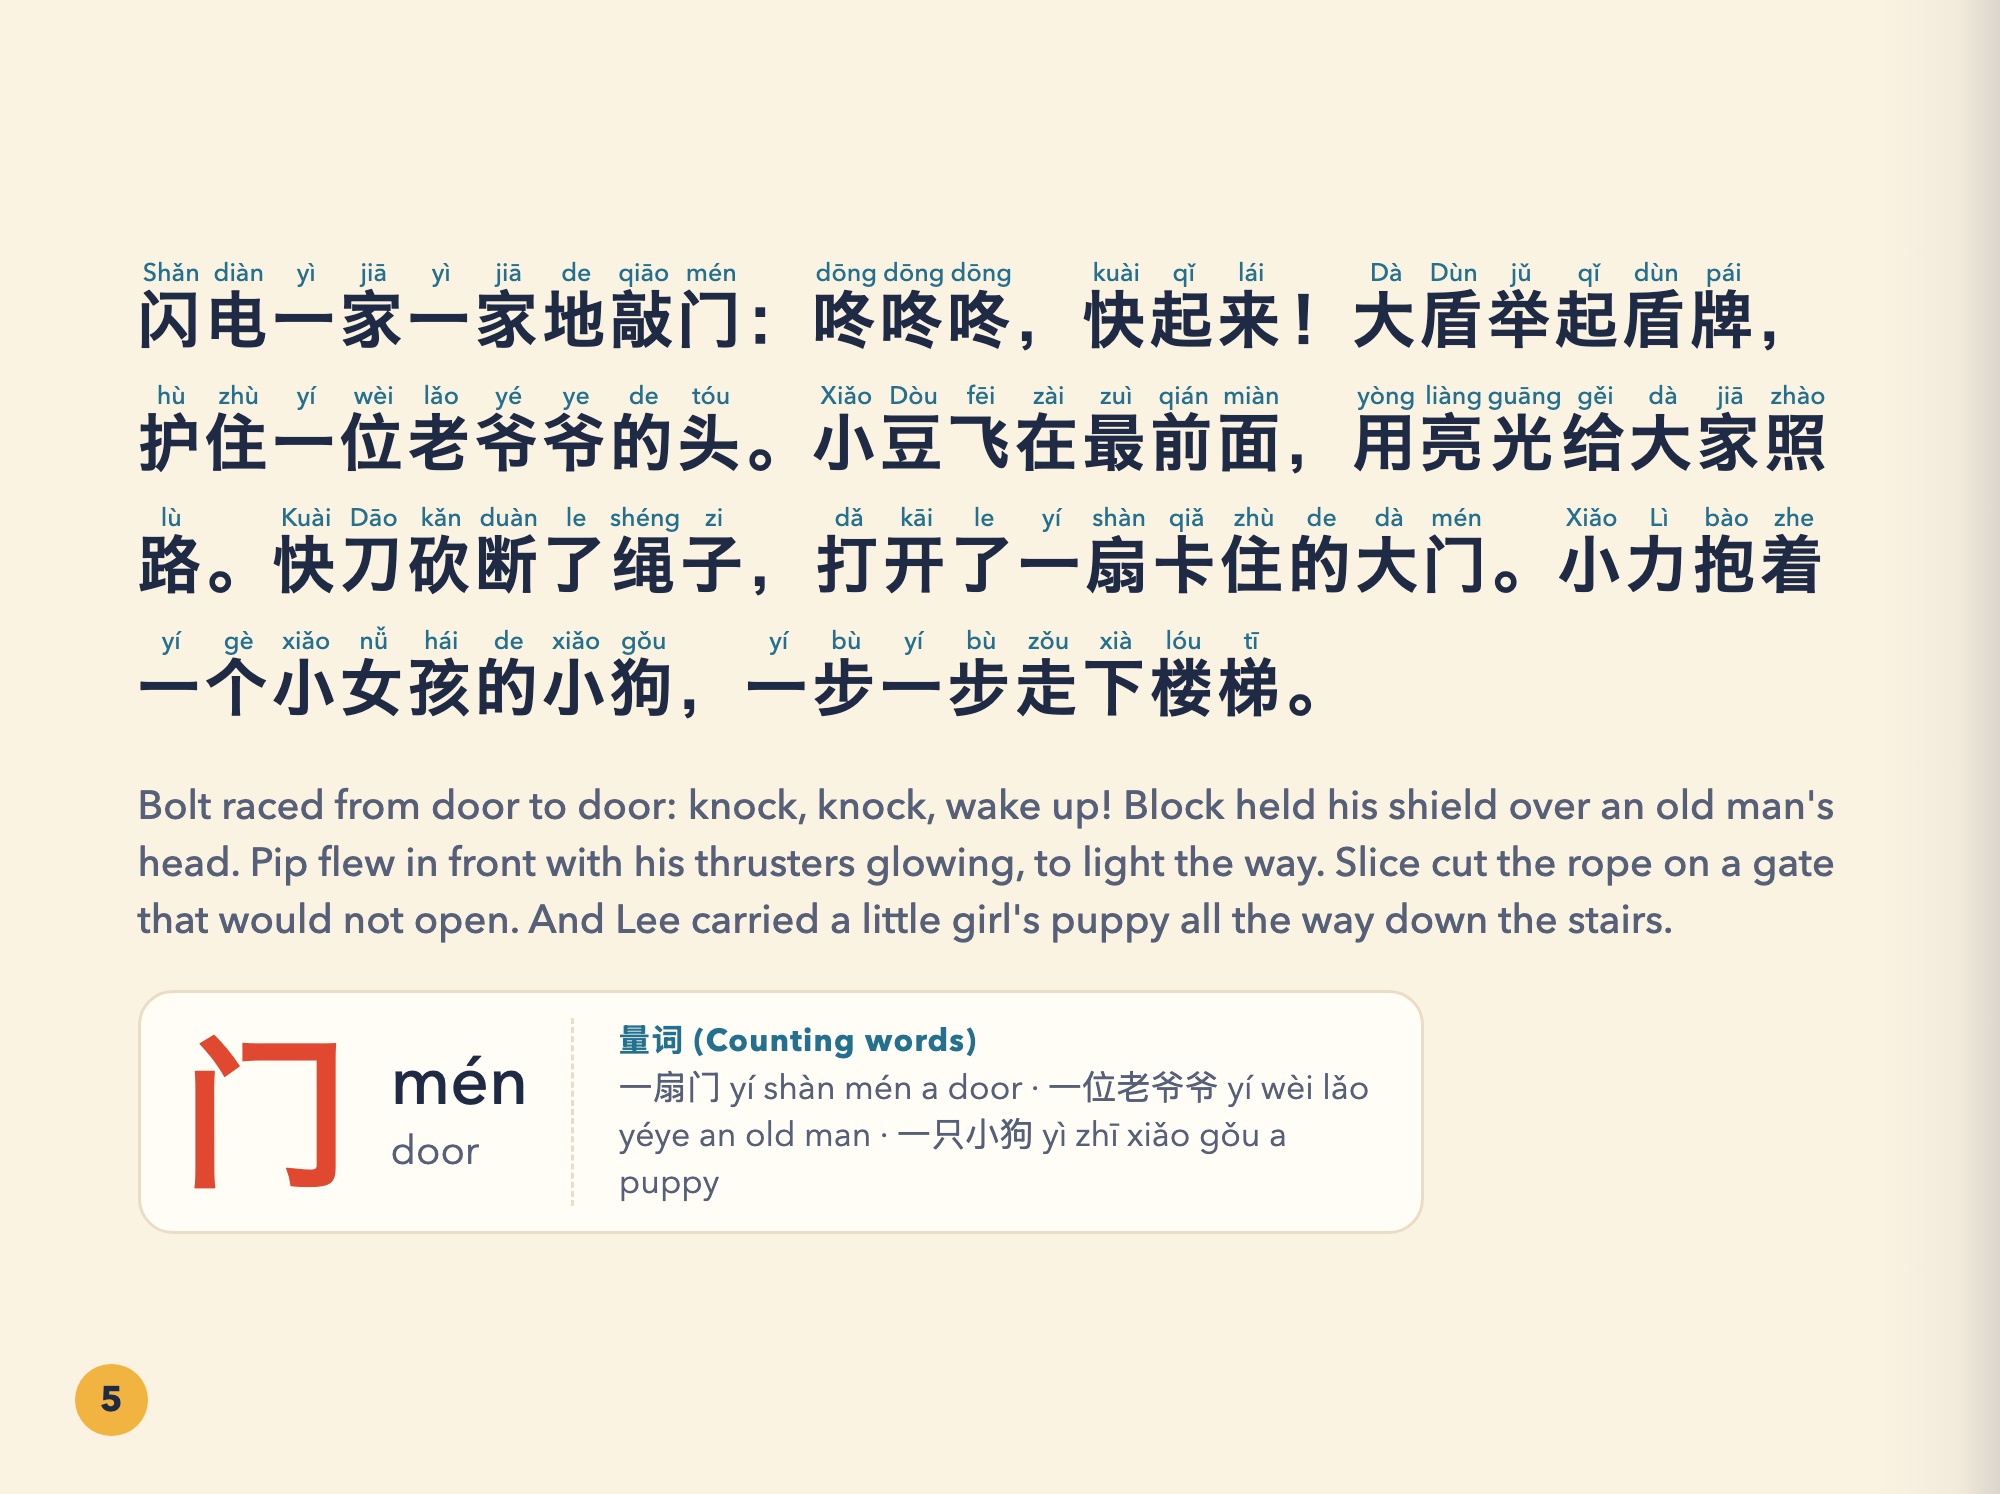 Shǎn diàn yì jiā yì jiā de qiāo mén dōng dōng dōng kuài qǐ lái Dà Dùn jǔ qǐ dùn pái
闪电一家一家地敲门：咚咚咚，快起来！大盾举起盾牌，
hù zhù yí wèi lǎo yé ye de tóu Xiǎo Dòu fēi zài zuì qián miàn yòng liàng guāng gěi dà jiā zhào
护住一位老爷爷的头。小豆飞在最前面，用亮光给大家照
lù Kuài Dāo kǎn duàn le shéng zi dǎ kāi le yí shàn qiǎ zhù de dà mén Xiǎo Lì bào zhe
路。快刀砍断了绳子，打开了一扇卡住的大门。小力抱着
yí gè xiǎo nǚ hái de xiǎo gǒu yí bù yí bù zǒu xià lóu tī
一个小女孩的小狗，一步一步走下楼梯。
Bolt raced from door to door: knock, knock, wake up! Block held his shield over an old man's
head. Pip flew in front with his thrusters glowing, to light the way. Slice cut the rope on a gate
that would not open. And Lee carried a little girl's puppy all the way down the stairs.
门
mén
door
量词 (Counting words)
一扇门 yí shàn mén a door · 一位老爷爷 yí wèi lǎo
yéye an old man · 一只小狗 yì zhī xiǎo gǒu a
puppy
5